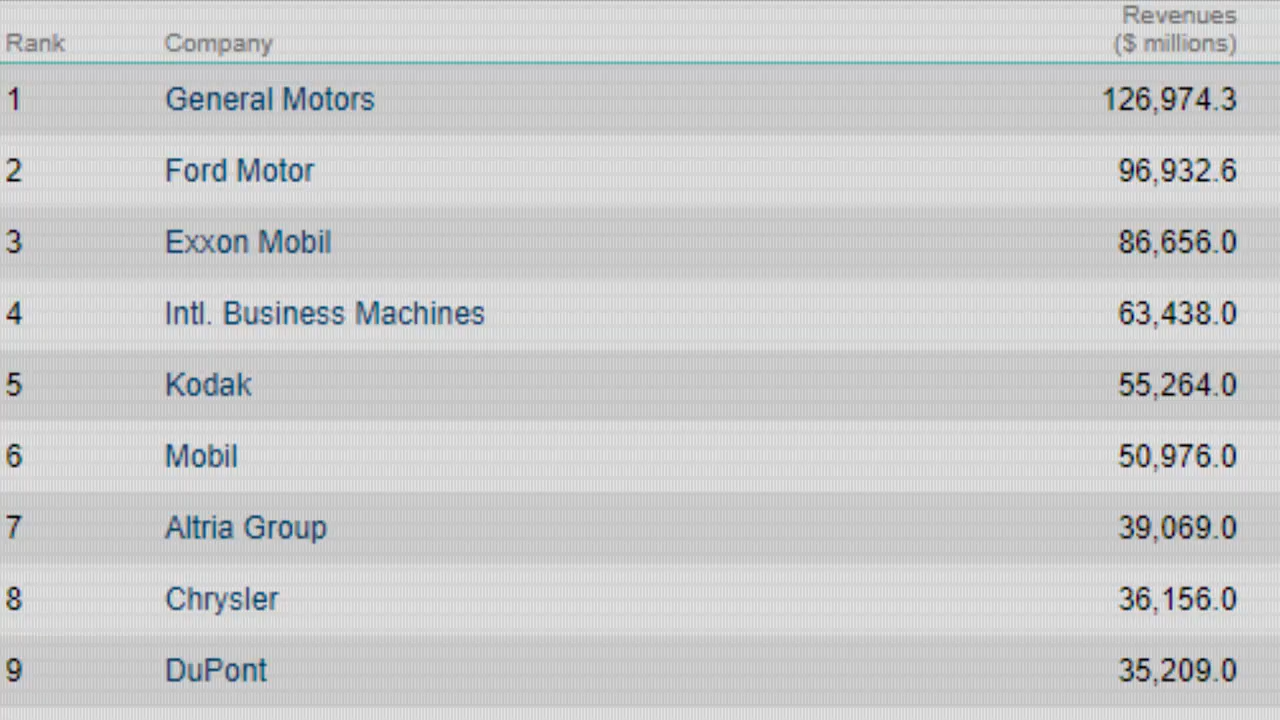 Rank Company Revenues ($ millions)
1 General Motors 126,974.3
2 Ford Motor 96,932.6
3 Exxon Mobil 86,656.0
4 Intl. Business Machines 63,438.0
5 Kodak 55,264.0
6 Mobil 50,976.0
7 Altria Group 39,069.0
8 Chrysler 36,156.0
9 DuPont 35,209.0